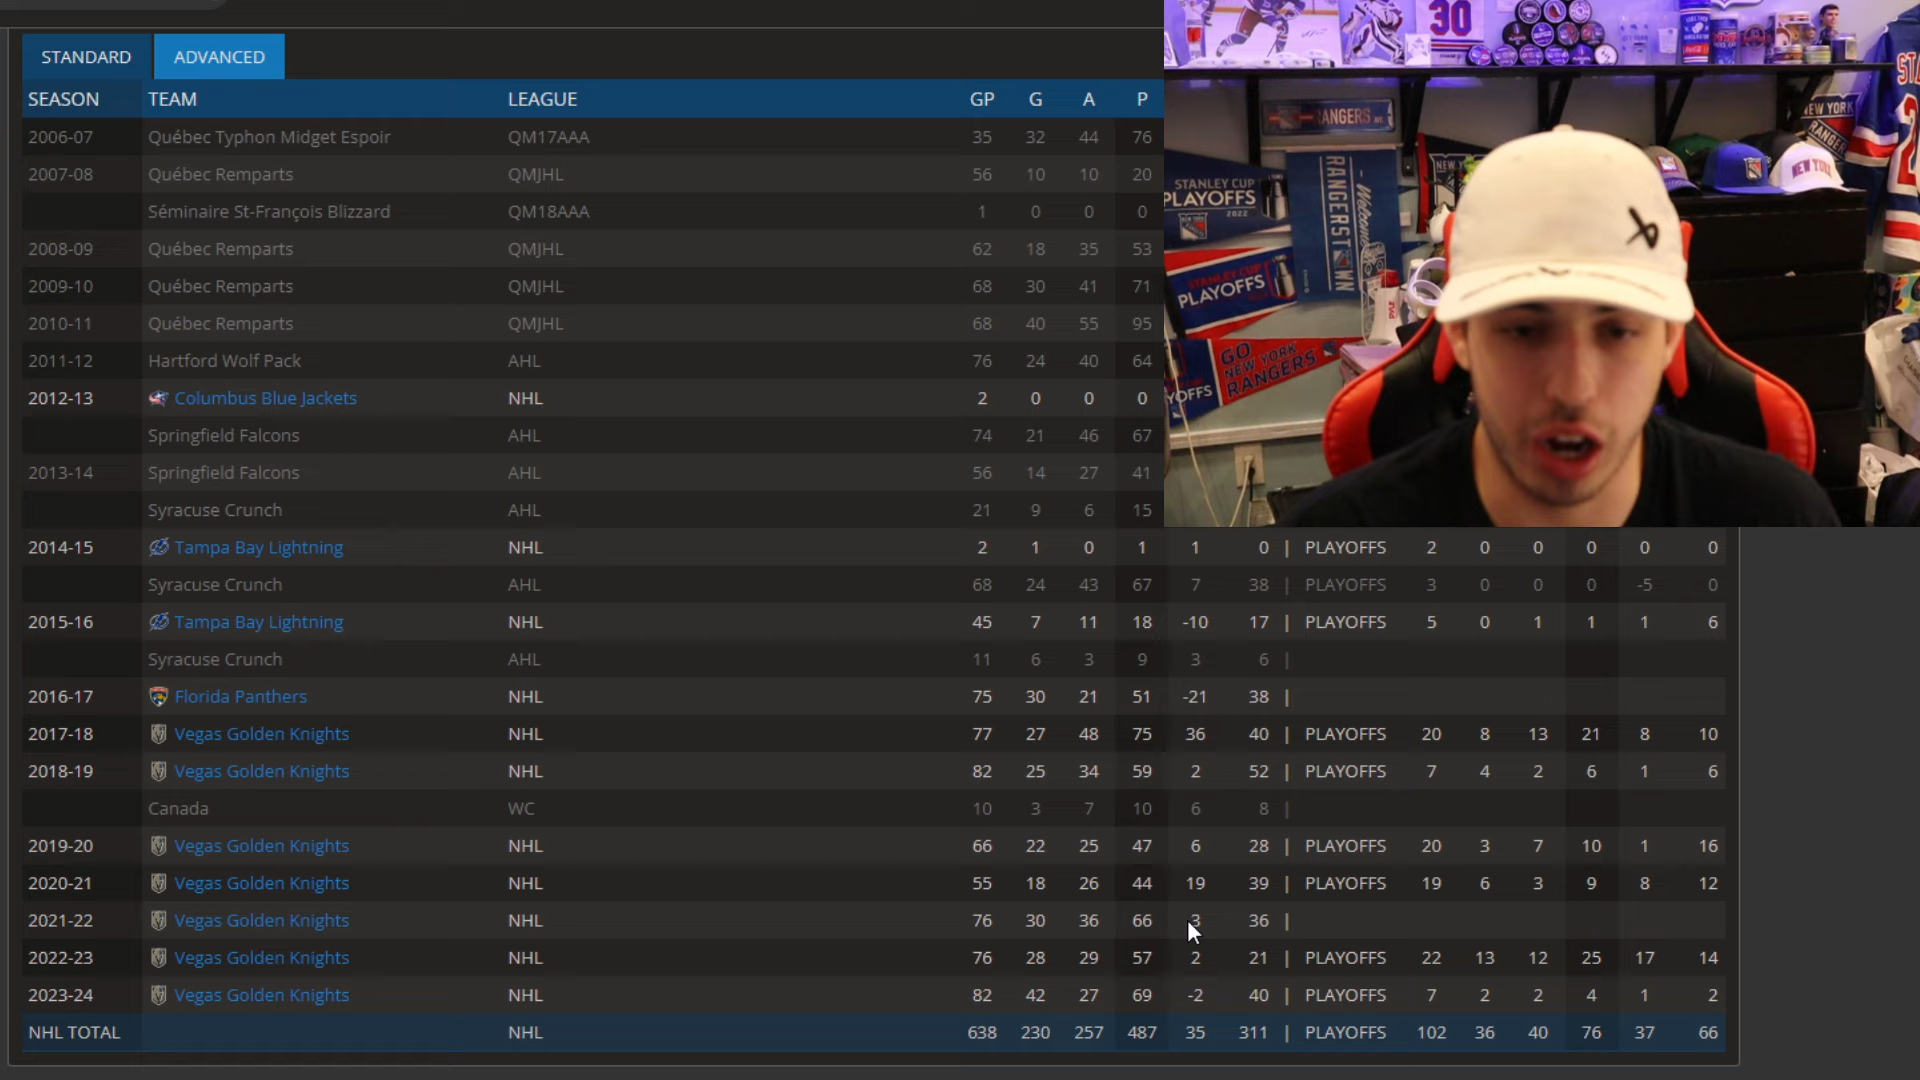 STANDARD ADVANCED
SEASON TEAM LEAGUE GP G A P
2006-07 Québec Typhon Midget Espoir QM17AAA 35 32 44 76
2007-08 Québec Remparts QMJHL 56 10 10 20
Séminaire St-François Blizzard QM18AAA 1 0 0 0
2008-09 Québec Remparts QMJHL 62 18 35 53
2009-10 Québec Remparts QMJHL 68 30 41 71
2010-11 Québec Remparts QMJHL 68 40 55 95
2011-12 Hartford Wolf Pack AHL 76 24 40 64
2012-13 Columbus Blue Jackets NHL 2 0 0 0
Springfield Falcons AHL 74 21 46 67
2013-14 Springfield Falcons AHL 56 14 27 41
Syracuse Crunch AHL 21 9 6 15
2014-15 Tampa Bay Lightning NHL 2 1 0 1 1 0 | PLAYOFFS 2 0 0 0 0 0
Syracuse Crunch AHL 68 24 43 67 7 38 | PLAYOFFS 3 0 0 0 -5 0
2015-16 Tampa Bay Lightning NHL 45 7 11 18 -10 17 | PLAYOFFS 5 0 1 1 1 6
Syracuse Crunch AHL 11 6 3 9 3 6 |
2016-17 Florida Panthers NHL 75 30 21 51 -21 38 |
2017-18 Vegas Golden Knights NHL 77 27 48 75 36 40 | PLAYOFFS 20 8 13 21 8 10
2018-19 Vegas Golden Knights NHL 82 25 34 59 2 52 | PLAYOFFS 7 4 2 6 1 6
Canada WC 10 3 7 10 6 8 |
2019-20 Vegas Golden Knights NHL 66 22 25 47 6 28 | PLAYOFFS 20 3 7 10 1 16
2020-21 Vegas Golden Knights NHL 55 18 26 44 19 39 | PLAYOFFS 19 6 3 9 8 12
2021-22 Vegas Golden Knights NHL 76 30 36 66 3 36 |
2022-23 Vegas Golden Knights NHL 76 28 29 57 2 21 | PLAYOFFS 22 13 12 25 17 14
2023-24 Vegas Golden Knights NHL 82 42 27 69 -2 40 | PLAYOFFS 7 2 2 4 1 2
NHL TOTAL NHL 638 230 257 487 35 311 | PLAYOFFS 102 36 40 76 37 66
30
RANGERS
STANLEY CUP
PLAYOFFS
2022
Welcome
RANGERSTOWN
STANLEY CUP
PLAYOFFS
GO
NEW YORK
RANGERS
YOFFS
PYLE
NEW YORK
NEW YORK
RANGER